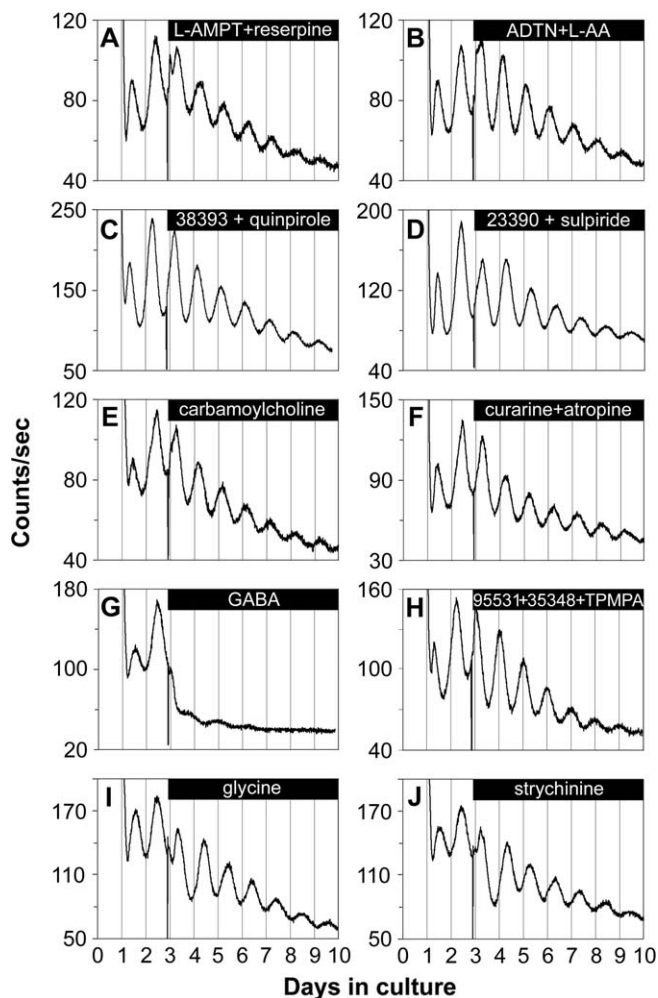 A
L-AMPT+reserpine
120
80
40
B
ADTN+L-AA
120
80
40
C
38393 + quinpirole
250
150
50
D
23390 + sulpiride
200
120
40
E
carbamoylcholine
120
80
40
F
curarine+atropine
150
90
30
G
GABA
180
100
20
H
95531+35348+TPMPA
160
100
40
I
glycine
170
110
50
J
strychinine
170
110
50
0 1 2 3 4 5 6 7 8 9 10
0 1 2 3 4 5 6 7 8 9 10
Counts/sec
Days in culture